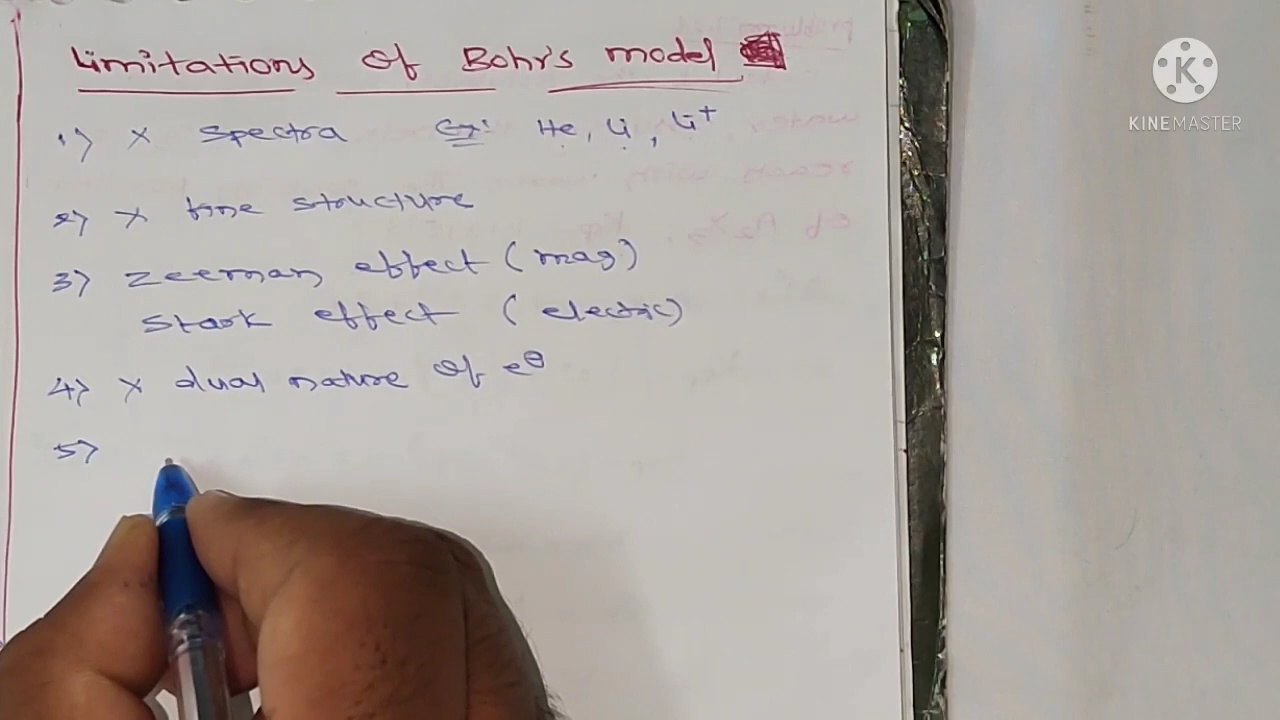 Limitations of Bohr's model
1) × spectra Ex: He, Li, Li+
2) × fine structure
3) Zeeman effect (mag)
Stark effect (electric)
4) × dual nature of e⊖
5)
K
KINEMASTER